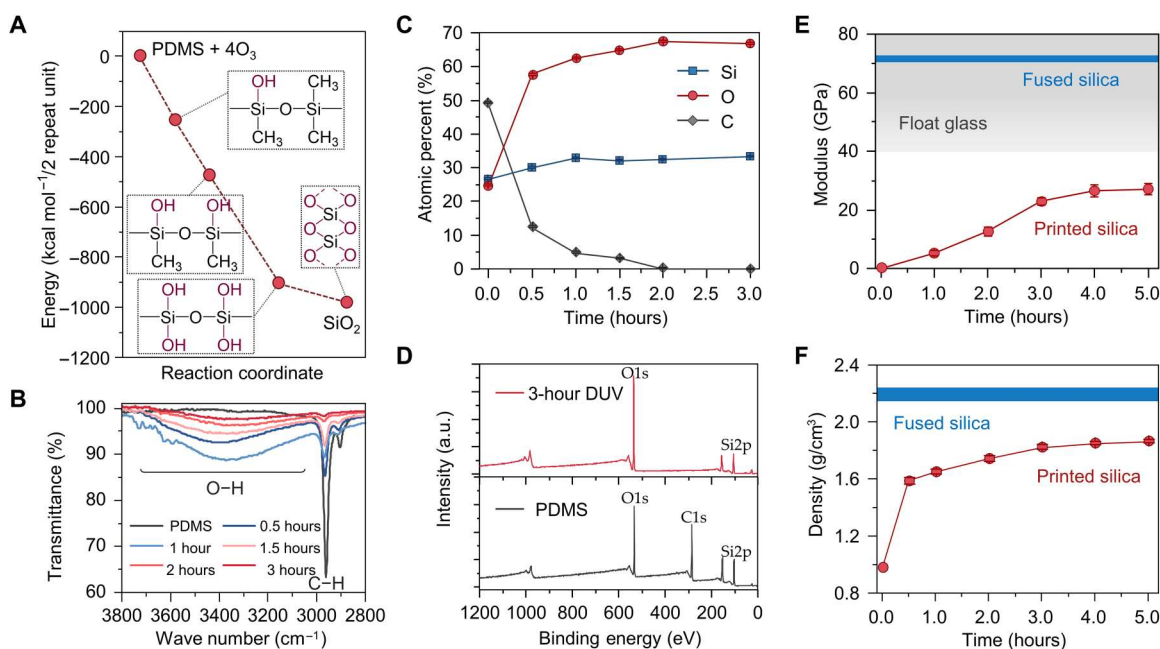 A
Energy (kcal mol⁻¹/2 repeat unit)
0
−200
−400
−600
−800
−1000
−1200
PDMS + 4O₃
OH CH₃
Si O Si
CH₃ CH₃
OH OH
Si O Si
CH₃ CH₃
OH OH
Si O Si
OH OH
O O
Si
O O
Si
O O
SiO₂
Reaction coordinate
B
Transmittance (%)
100
90
80
70
60
O−H
PDMS
0.5 hours
1 hour
1.5 hours
2 hours
3 hours
C−H
3800 3600 3400 3200 3000 2800
Wave number (cm⁻¹)
C
Atomic percent (%)
80
70
60
50
40
30
20
10
0
Si
O
C
0.0 0.5 1.0 1.5 2.0 3.0
Time (hours)
D
Intensity (a.u.)
3-hour DUV
O1s
Si2p
PDMS
O1s
C1s
Si2p
1200 1000 800 600 400 200 0
Binding energy (eV)
E
Modulus (GPa)
80
60
40
20
0
Fused silica
Float glass
Printed silica
0.0 1.0 2.0 3.0 4.0 5.0
Time (hours)
F
Density (g/cm³)
2.4
2.0
1.6
1.2
0.8
Fused silica
Printed silica
0.0 1.0 2.0 3.0 4.0 5.0
Time (hours)